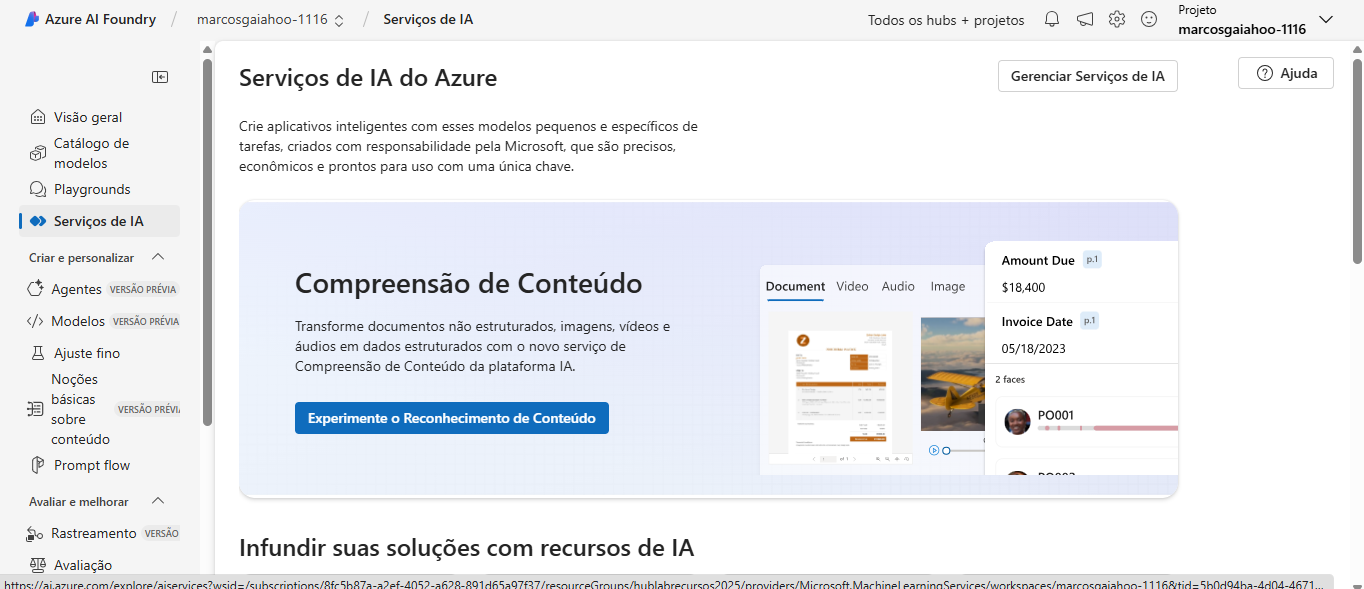 Azure AI Foundry / marcosgaiahoo-1116 / Serviços de IA
Todos os hubs + projetos
Projeto
marcosgaiahoo-1116
Visão geral
Catálogo de
modelos
Playgrounds
Serviços de IA
Criar e personalizar
Agentes VERSÃO PRÉVIA
Modelos VERSÃO PRÉVIA
Ajuste fino
Noções
básicas
sobre
conteúdo
VERSÃO PRÉVIA
Prompt flow
Avaliar e melhorar
Rastreamento VERSÃO
Avaliação
Serviços de IA do Azure
Gerenciar Serviços de IA
Ajuda
Crie aplicativos inteligentes com esses modelos pequenos e específicos de
tarefas, criados com responsabilidade pela Microsoft, que são precisos,
econômicos e prontos para uso com uma única chave.
Compreensão de Conteúdo
Transforme documentos não estruturados, imagens, vídeos e
áudios em dados estruturados com o novo serviço de
Compreensão de Conteúdo da plataforma IA.
Experimente o Reconhecimento de Conteúdo
Document Video Audio Image
Amount Due p.1
$18,400
Invoice Date p.1
05/18/2023
2 faces
PO001
Infundir suas soluções com recursos de IA
https://ai.azure.com/explore/aiservices?wsid=/subscriptions/8fc5b87a-a2ef-4052-a628-891d65a97f37/resourceGroups/hublabrecursos2025/providers/Microsoft.MachineLearningServices/workspaces/marcosgaiahoo-1116&tid=5b0d94ba-4d04-4671...